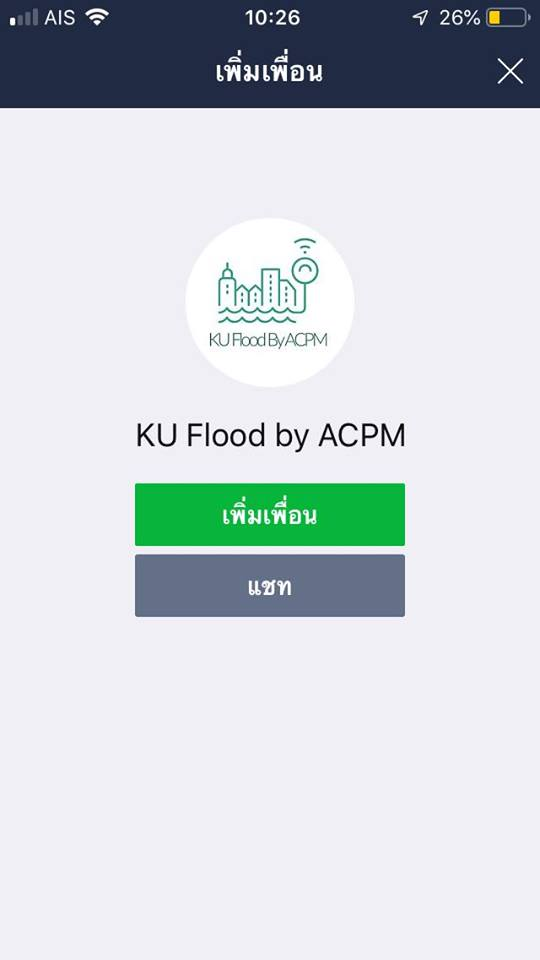 AIS 10:26 26%
เพิ่มเพื่อน
KU Flood By ACPM
KU Flood by ACPM
เพิ่มเพื่อน
แชท